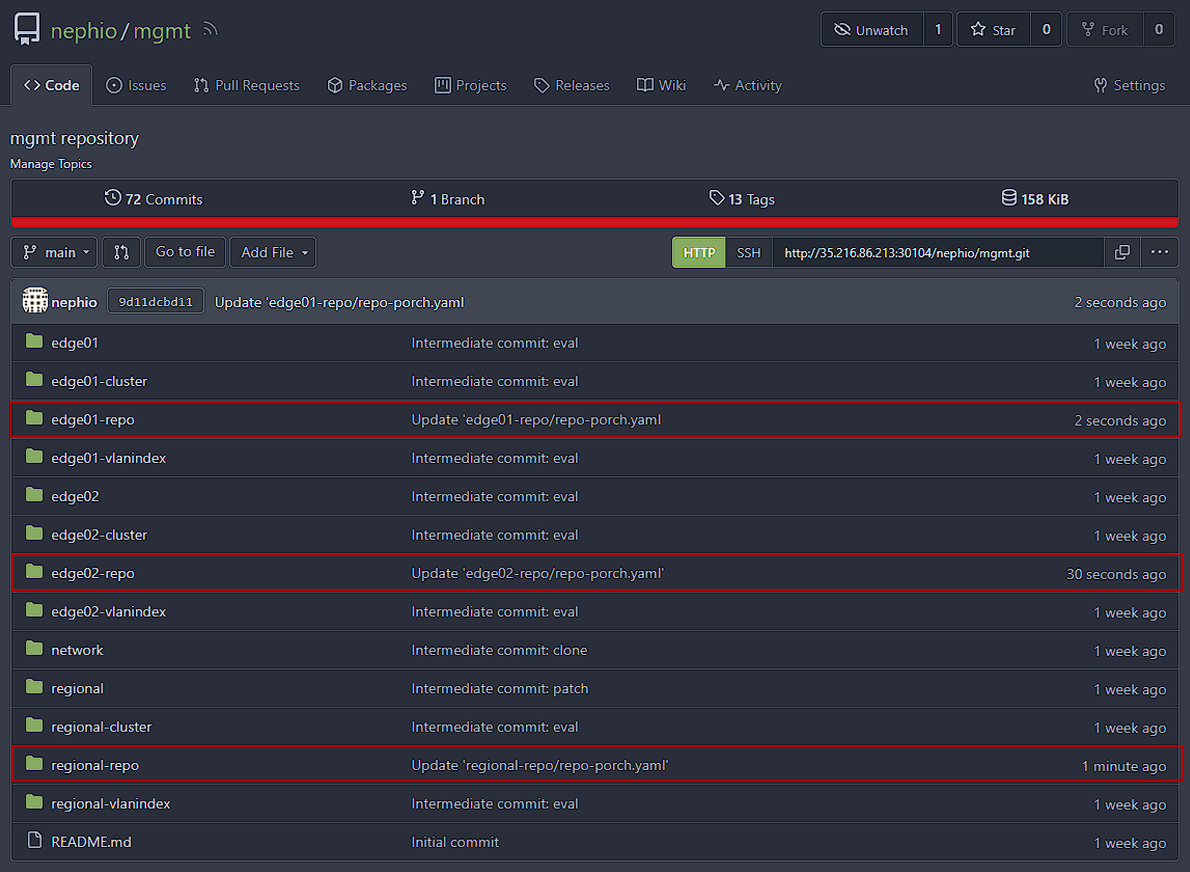 nephio / mgmt Unwatch 1 Star 0 Fork 0
Code Issues Pull Requests Packages Projects Releases Wiki Activity Settings
mgmt repository
Manage Topics
72 Commits 1 Branch 13 Tags 158 KiB
main Go to file Add File HTTP SSH http://35.216.86.213:30104/nephio/mgmt.git ...
nephio 9d11dcbd11 Update 'edge01-repo/repo-porch.yaml 2 seconds ago
edge01 Intermediate commit: eval 1 week ago
edge01-cluster Intermediate commit: eval 1 week ago
edge01-repo Update 'edge01-repo/repo-porch.yaml 2 seconds ago
edge01-vlanindex Intermediate commit: eval 1 week ago
edge02 Intermediate commit: eval 1 week ago
edge02-cluster Intermediate commit: eval 1 week ago
edge02-repo Update 'edge02-repo/repo-porch.yaml' 30 seconds ago
edge02-vlanindex Intermediate commit: eval 1 week ago
network Intermediate commit: clone 1 week ago
regional Intermediate commit: patch 1 week ago
regional-cluster Intermediate commit: eval 1 week ago
regional-repo Update 'regional-repo/repo-porch.yaml' 1 minute ago
regional-vlanindex Intermediate commit: eval 1 week ago
README.md Initial commit 1 week ago